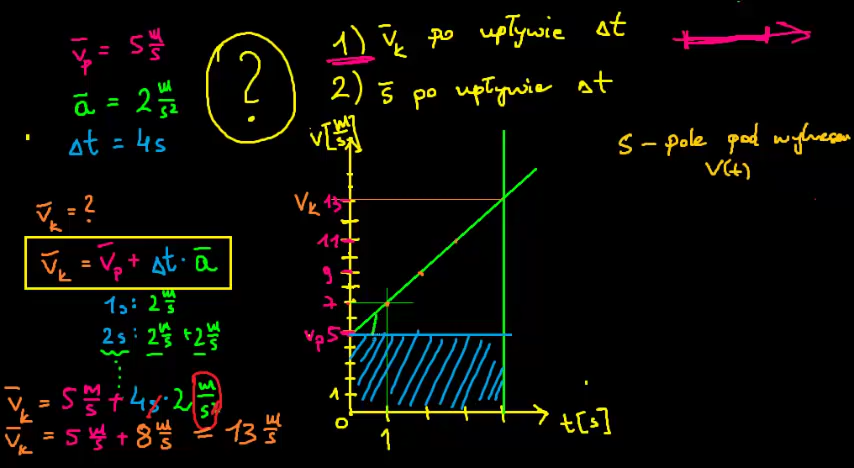 v̄p = 5 m/s
ā = 2 m/s²
Δt = 4s
?
1) v̄k po upływie Δt
2) s̄ po upływie Δt
s – pole pod wykresem
V(t)
v̄k = ?
v̄k = v̄p + Δt · ā
1s: 2 m/s
2s: 2 m/s + 2 m/s
v̄k = 5 m/s + 4s · 2 m/s²
v̄k = 5 m/s + 8 m/s = 13 m/s
V[m/s]
Vk 13
11
9
7
Vp 5
1
0
1
t[s]